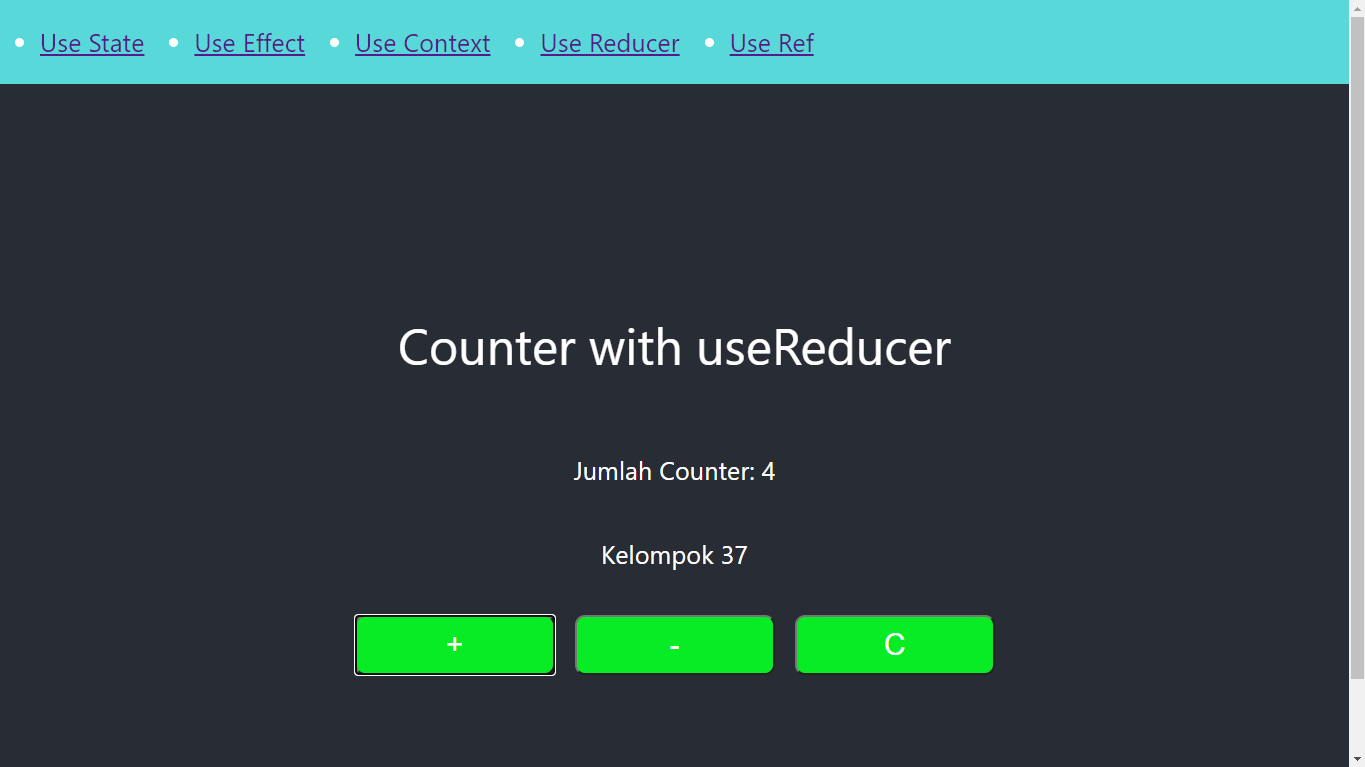 Use State Use Effect Use Context Use Reducer Use Ref
Counter with useReducer
Jumlah Counter: 4
Kelompok 37
+ - C